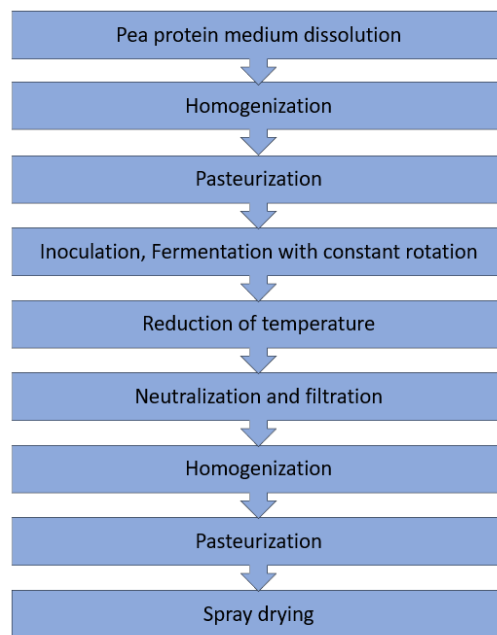 Pea protein medium dissolution
Homogenization
Pasteurization
Inoculation, Fermentation with constant rotation
Reduction of temperature
Neutralization and filtration
Homogenization
Pasteurization
Spray drying